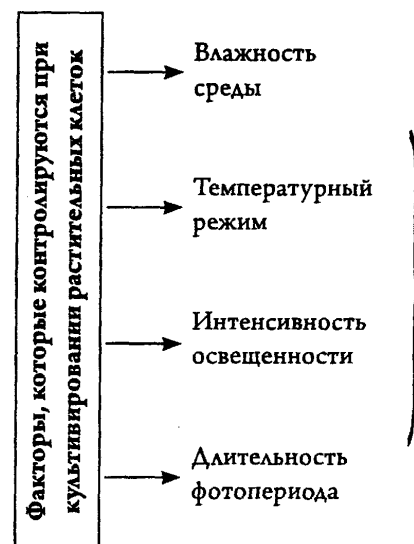 Факторы, которые контролируются при
культивировании растительных клеток
Влажность
среды
Температурный
режим
Интенсивность
освещенности
Длительность
фотопериода